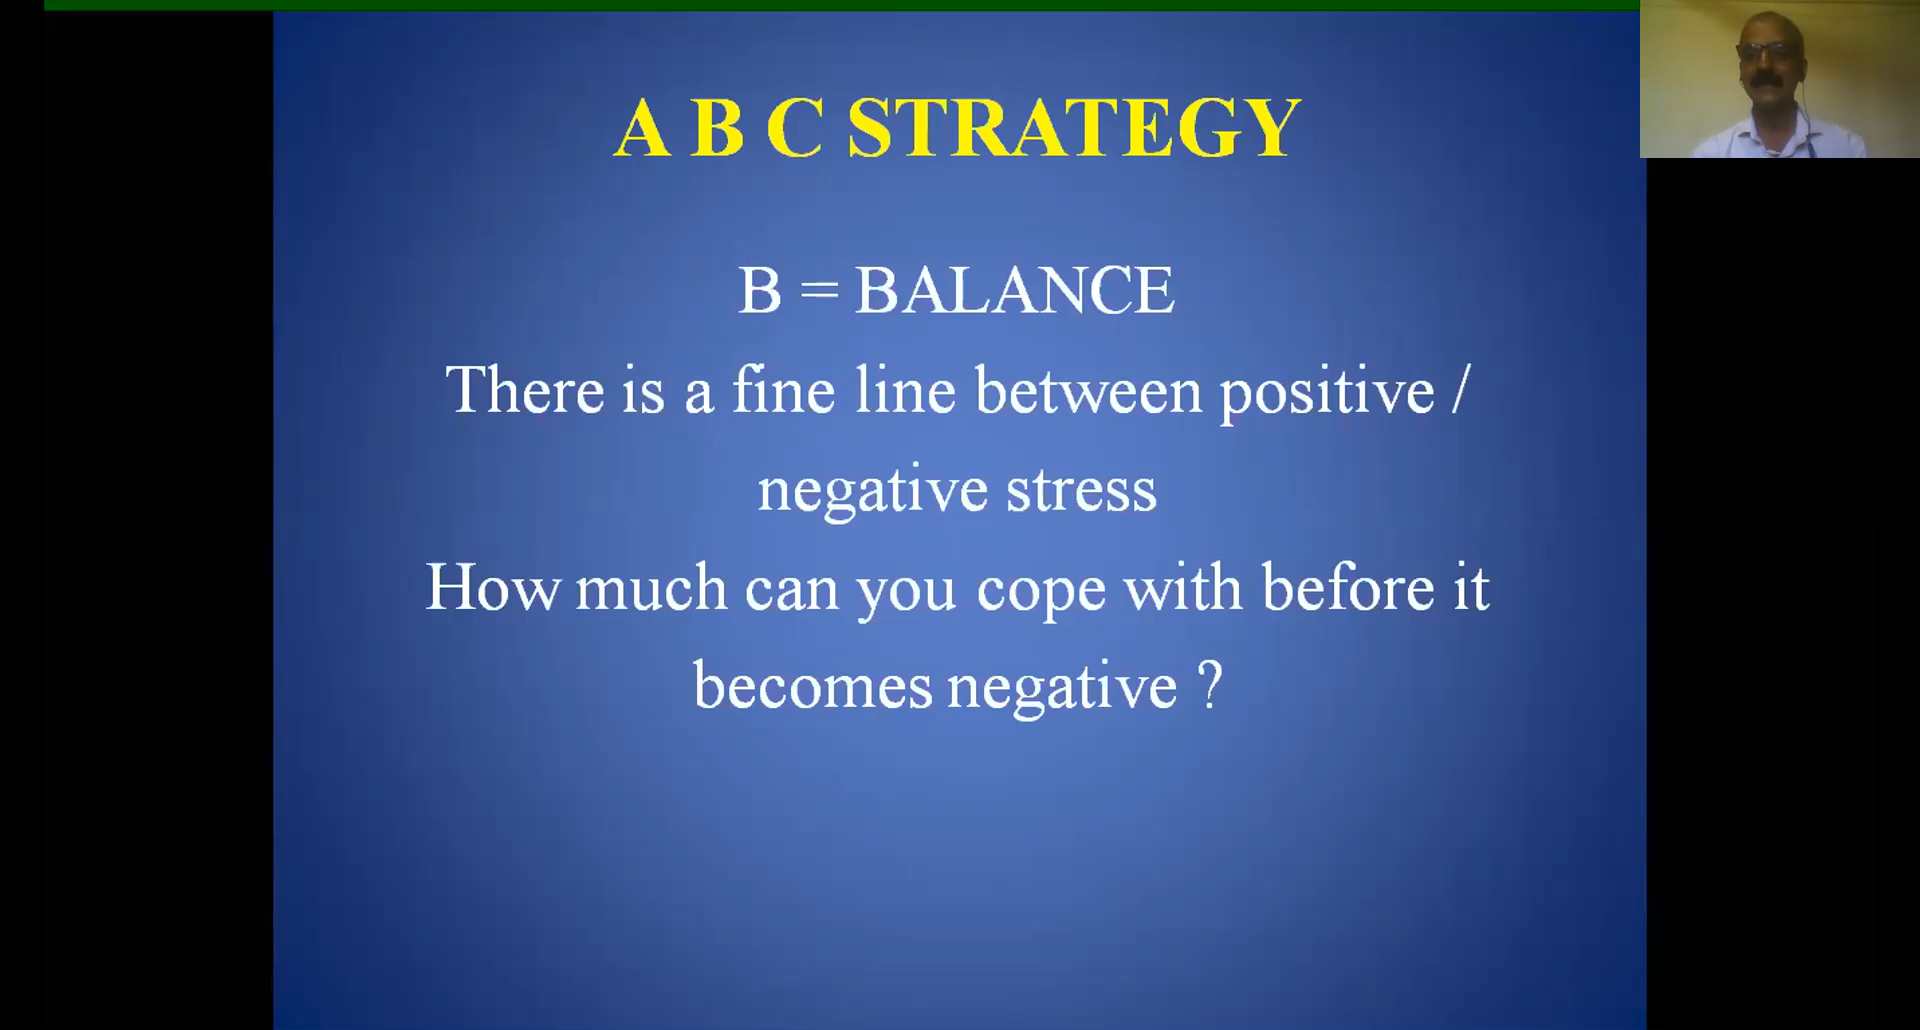 A B C STRATEGY
B = BALANCE
There is a fine line between positive /
negative stress
How much can you cope with before it
becomes negative ?